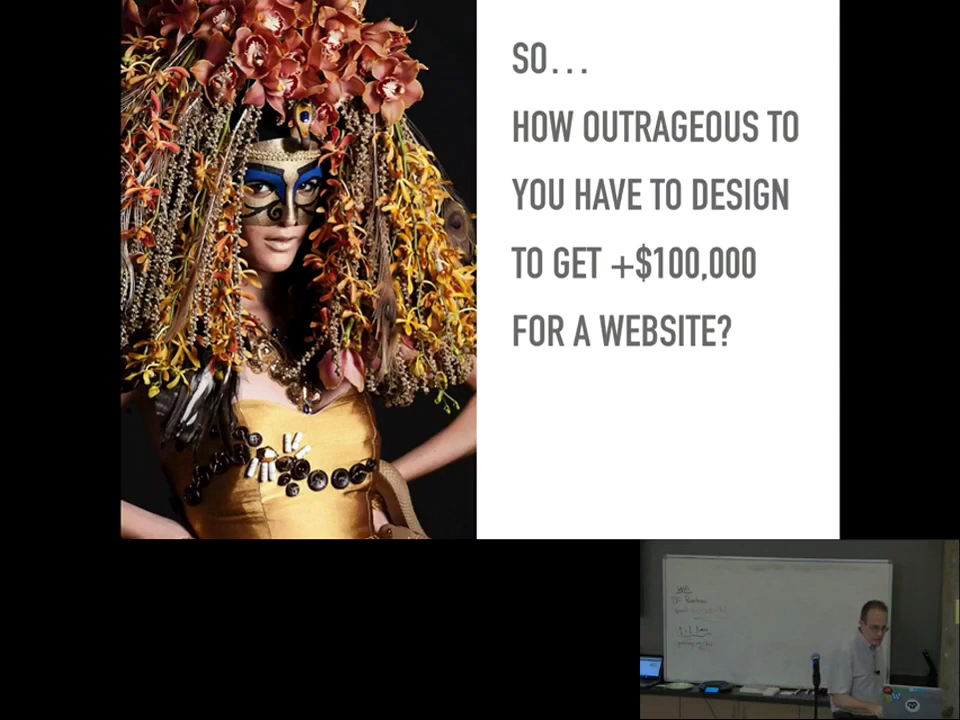 SO...
HOW OUTRAGEOUS TO
YOU HAVE TO DESIGN
TO GET +$100,000
FOR A WEBSITE?